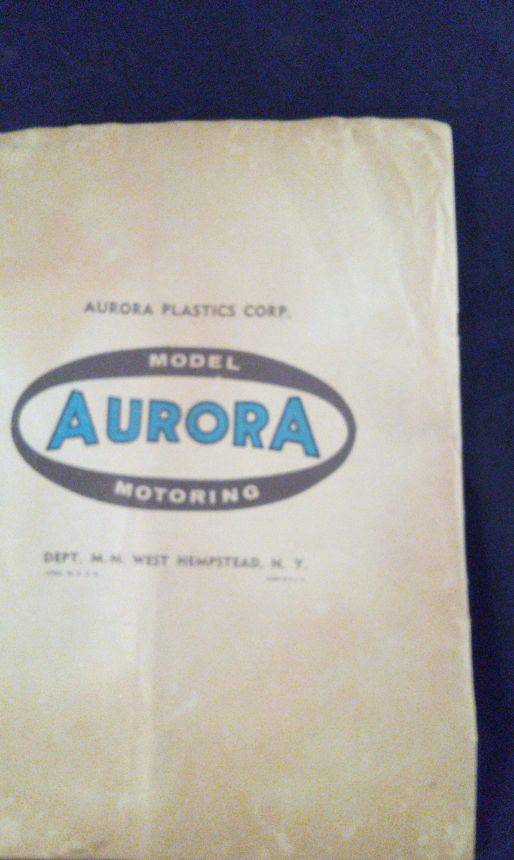 AURORA PLASTICS CORP.
MODEL
AURORA
MOTORING
DEPT. M.M. WEST HEMPSTEAD, N. Y.